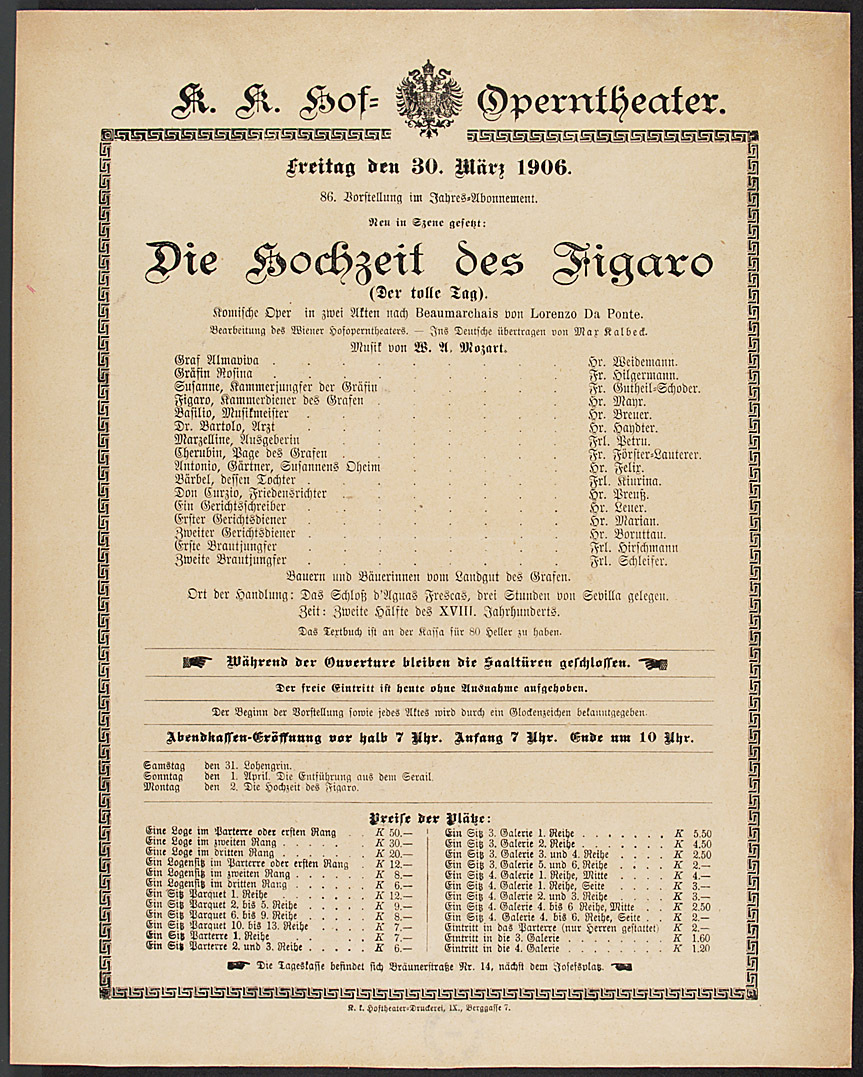 K. K. Hof-Operntheater.
Freitag den 30. März 1906.
86. Vorstellung im Jahres-Abonnement.
Neu in Szene gesetzt:
Die Hochzeit des Figaro
(Der tolle Tag).
Komische Oper in zwei Akten nach Beaumarchais von Lorenzo Da Ponte.
Bearbeitung des Wiener Hofoperntheaters. — Ins Deutsche übertragen von Max Kalbeck.
Musik von W. A. Mozart.
Graf Almaviva . . . . . . . . . Hr. Weidemann.
Gräfin Rosina . . . . . . . . . Fr. Hilgermann.
Susanne, Kammerjungfer der Gräfin . . . . . . Fr. Gutheil-Schoder.
Figaro, Kammerdiener des Grafen . . . . . . Hr. Mayr.
Basilio, Musikmeister . . . . . . . . Hr. Breuer.
Dr. Bartolo, Arzt . . . . . . . . Hr. Haydter.
Marzelline, Ausgeberin . . . . . . . Frl. Petru.
Cherubin, Page des Grafen . . . . . . . Fr. Förster-Lauterer.
Antonio, Gärtner, Susannens Oheim . . . . . Hr. Felix.
Bärbel, dessen Tochter . . . . . . . . Frl. Kiurina.
Don Curzio, Friedensrichter . . . . . . . Hr. Preuß.
Ein Gerichtsschreiber . . . . . . . . Hr. Leuer.
Erster Gerichtsdiener . . . . . . . . Hr. Marian.
Zweiter Gerichtsdiener . . . . . . . . Hr. Boruttau.
Erste Brautjungfer . . . . . . . . Frl. Hirschmann
Zweite Brautjungfer . . . . . . . . Frl. Schleifer.
Bauern und Bäuerinnen vom Landgut des Grafen.
Ort der Handlung: Das Schloß d'Aguas Frescas, drei Stunden von Sevilla gelegen.
Zeit: Zweite Hälfte des XVIII. Jahrhunderts.
Das Textbuch ist an der Kassa für 80 Heller zu haben.
Während der Ouverture bleiben die Saaltüren geschlossen.
Der freie Eintritt ist heute ohne Ausnahme aufgehoben.
Der Beginn der Vorstellung sowie jedes Aktes wird durch ein Glockenzeichen bekanntgegeben.
Abendkassen-Eröffnung vor halb 7 Uhr. Anfang 7 Uhr. Ende um 10 Uhr.
Samstag den 31. Lohengrin.
Sonntag den 1. April. Die Entführung aus dem Serail.
Montag den 2. Die Hochzeit des Figaro.
Preise der Plätze:
Eine Loge im Parterre oder ersten Rang . . K 50.—
Eine Loge im zweiten Rang . . . . . . K 30.—
Eine Loge im dritten Rang . . . . . . K 20.—
Ein Logensitz im Parterre oder ersten Rang . K 12.—
Ein Logensitz im zweiten Rang . . . . . K 8.—
Ein Logensitz im dritten Rang . . . . . K 6.—
Ein Sitz Parquet 1. Reihe . . . . . . K 12.—
Ein Sitz Parquet 2. bis 5. Reihe . . . . . K 9.—
Ein Sitz Parquet 6. bis 9. Reihe . . . . . K 8.—
Ein Sitz Parquet 10. bis 13. Reihe . . . . K 7.—
Ein Sitz Parterre 1. Reihe . . . . . . K 7.—
Ein Sitz Parterre 2. und 3. Reihe . . . . . K 6.—
Ein Sitz 3. Galerie 1. Reihe . . . . . . . K 5.50
Ein Sitz 3. Galerie 2. Reihe . . . . . . . K 4.50
Ein Sitz 3. Galerie 3. und 4. Reihe . . . . K 2.50
Ein Sitz 3. Galerie 5. und 6. Reihe . . . . K 2.—
Ein Sitz 4. Galerie 1. Reihe, Mitte . . . . K 4.—
Ein Sitz 4. Galerie 1. Reihe, Seite . . . . K 3.—
Ein Sitz 4. Galerie 2. und 3. Reihe . . . . K 3.—
Ein Sitz 4. Galerie 4. bis 6. Reihe, Mitte . . K 2.50
Ein Sitz 4. Galerie 4. bis 6. Reihe, Seite . . K 2.—
Eintritt in das Parterre (nur Herren gestattet) K 2.—
Eintritt in die 3. Galerie . . . . . . . . K 1.60
Eintritt in die 4. Galerie . . . . . . . . K 1.20
Die Tageskasse befindet sich Bräunerstraße Nr. 14, nächst dem Josefsplatz.
K. k. Hoftheater-Druckerei, IX., Berggasse 7.